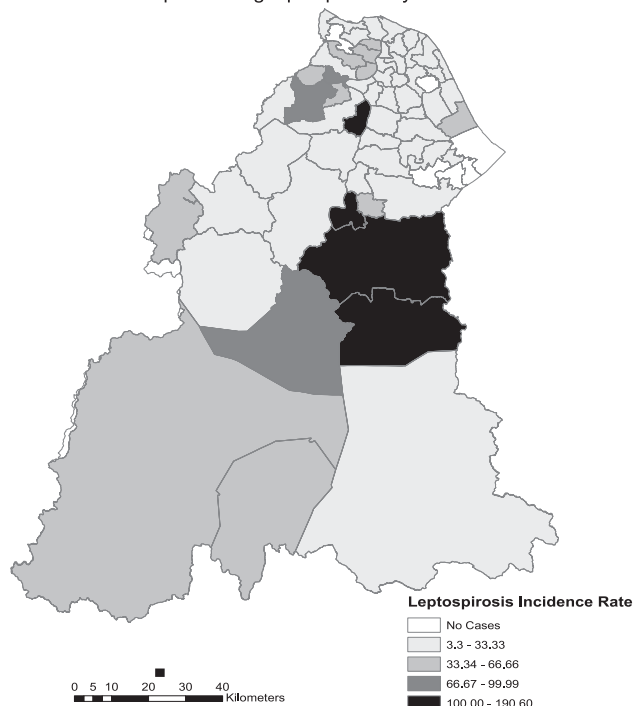 Leptospirosis Incidence Rate
No Cases
3.3 - 33.33
33.34 - 66.66
66.67 - 99.99
100.00 - 190.60
0 5 10 20 30 40
Kilometers